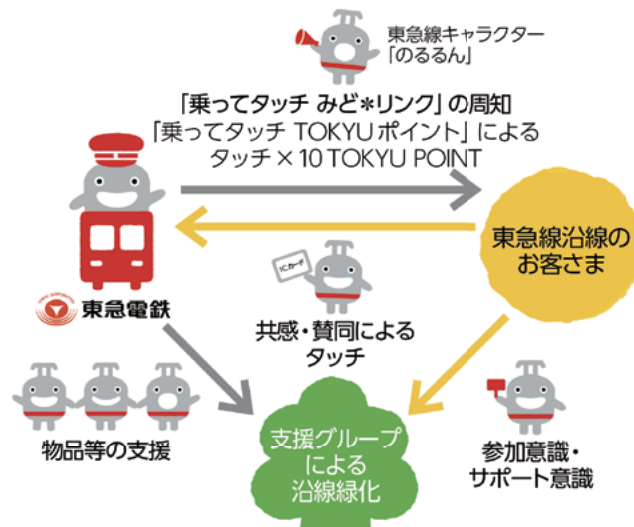 東急線キャラクター
「のるるん」
「乗ってタッチ みど*リンク」の周知
「乗ってタッチ TOKYUポイント」による
タッチ×10 TOKYU POINT
東急線沿線の
お客さま
東急電鉄
ICカード
共感・賛同による
タッチ
物品等の支援
支援グループ
による
沿線緑化
参加意識・
サポート意識